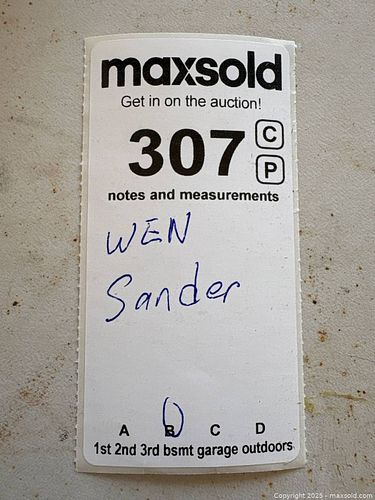 maxsold
Get in on the auction!
307 C
P
notes and measurements
WEN
Sander
A B C D
1st 2nd 3rd bsmt garage outdoors
Copyright 2025 - maxsold.com